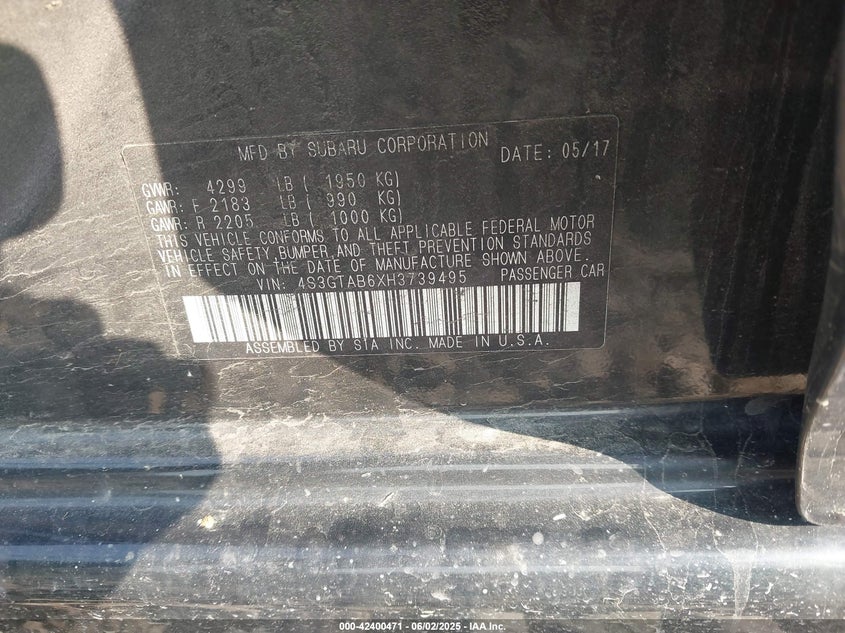 MFD BY SUBARU CORPORATION DATE: 05/17
GVWR: 4299 LB ( 1950 KG)
GAWR: F 2183 LB ( 990 KG)
GAWR: R 2205 LB ( 1000 KG)
THIS VEHICLE CONFORMS TO ALL APPLICABLE FEDERAL MOTOR
VEHICLE SAFETY, BUMPER, AND THEFT PREVENTION STANDARDS
IN EFFECT ON THE DATE OF MANUFACTURE SHOWN ABOVE.
VIN: 4S3GTAB6XH3739495 PASSENGER CAR
ASSEMBLED BY SIA INC. MADE IN U.S.A.
000-42400471 - 06/02/2025 - IAA.Inc.